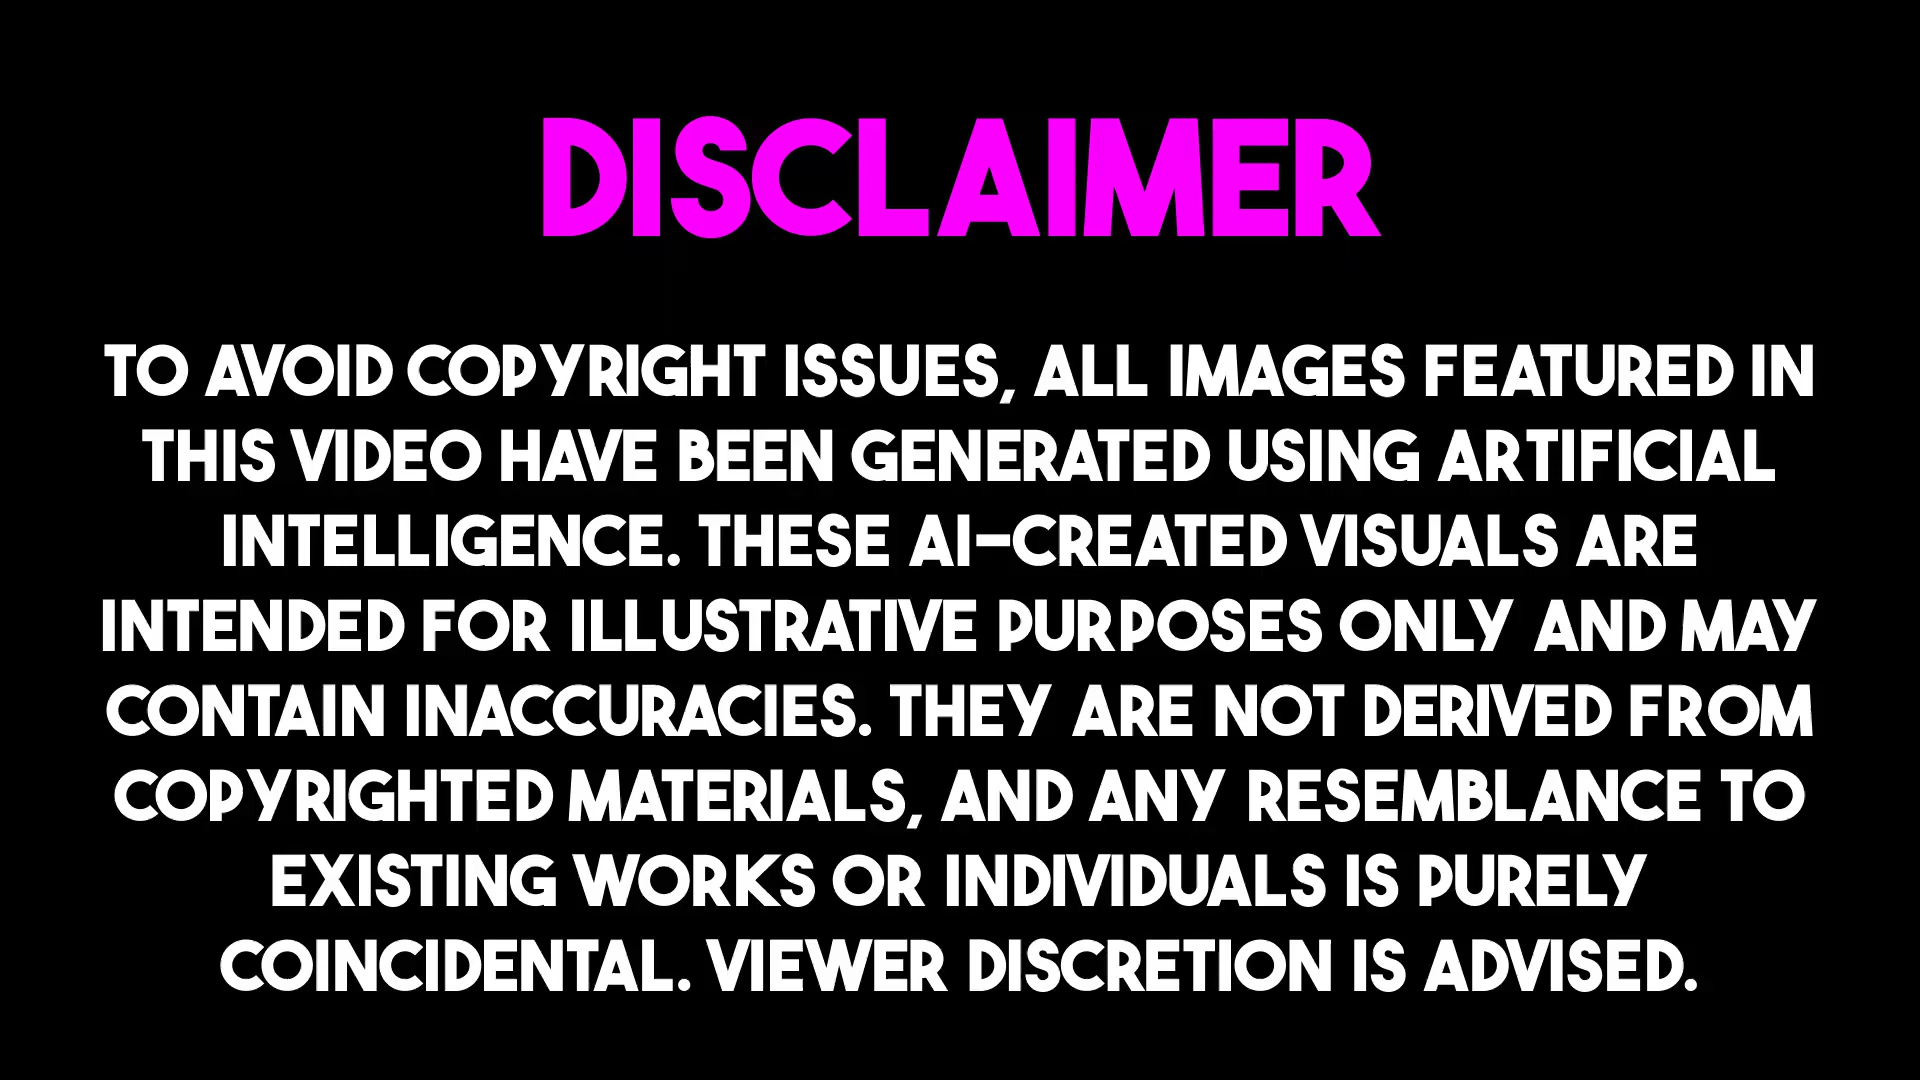 DISCLAIMER
TO AVOID COPYRIGHT ISSUES, ALL IMAGES FEATURED IN
THIS VIDEO HAVE BEEN GENERATED USING ARTIFICIAL
INTELLIGENCE. THESE AI-CREATED VISUALS ARE
INTENDED FOR ILLUSTRATIVE PURPOSES ONLY AND MAY
CONTAIN INACCURACIES. THEY ARE NOT DERIVED FROM
COPYRIGHTED MATERIALS, AND ANY RESEMBLANCE TO
EXISTING WORKS OR INDIVIDUALS IS PURELY
COINCIDENTAL. VIEWER DISCRETION IS ADVISED.